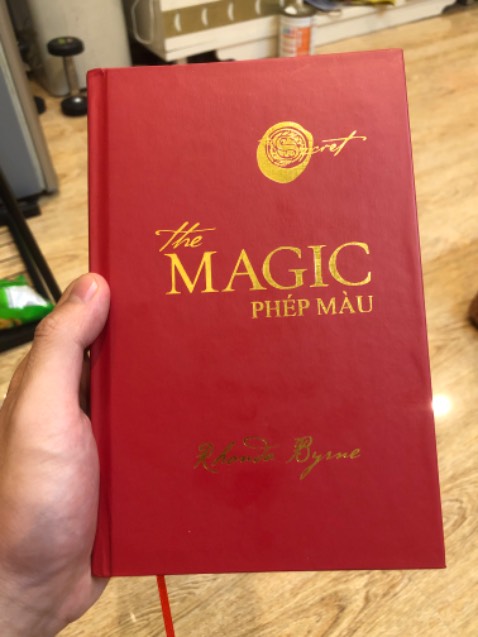 Secret
the
MAGIC
PHÉP MÀU
Rhonda Byrne